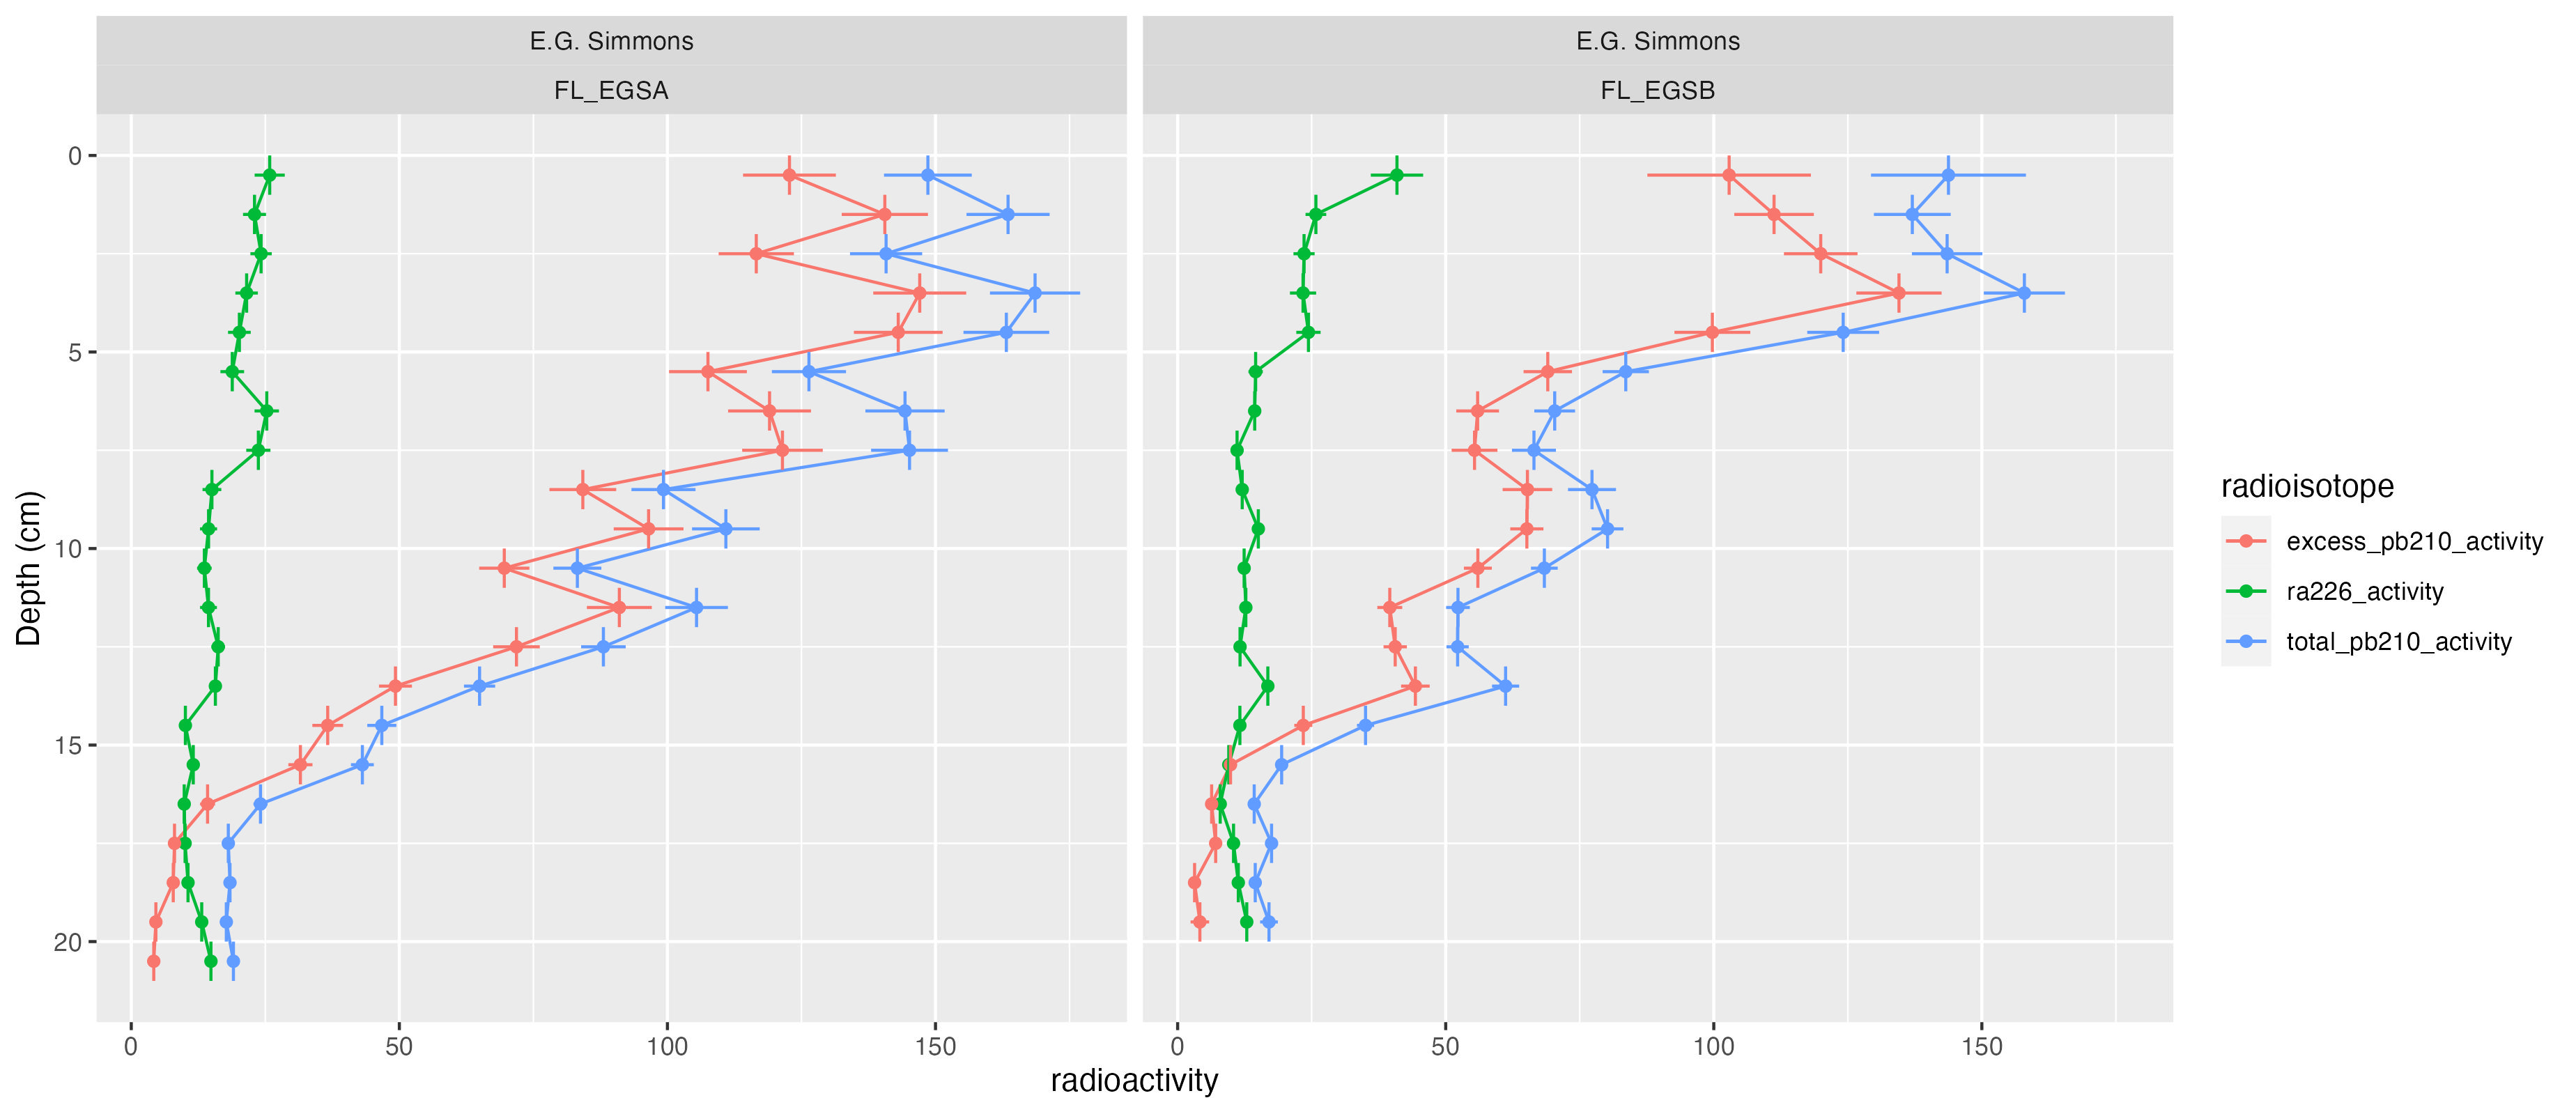 E.G. Simmons
E.G. Simmons
FL_EGSA
FL_EGSB
0
5
10
15
20
Depth (cm)
0
50
100
150
0
50
100
150
radioactivity
radioisotope
excess_pb210_activity
ra226_activity
total_pb210_activity